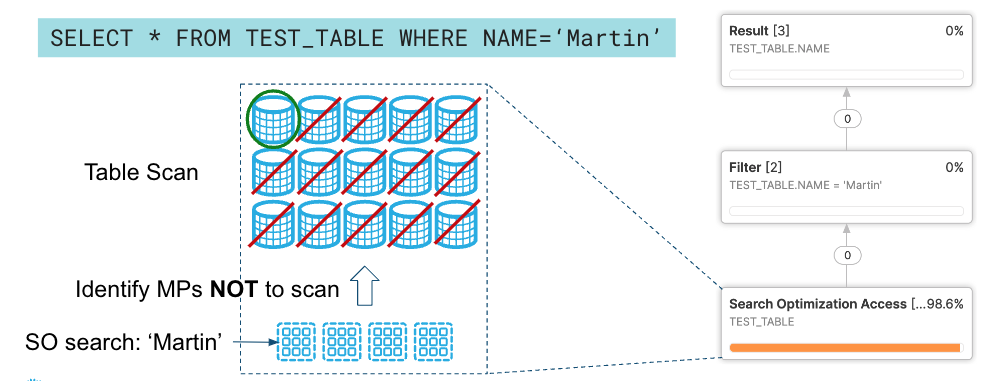 SELECT * FROM TEST_TABLE WHERE NAME=‘Martin’
Table Scan
Identify MPs NOT to scan
SO search: ‘Martin’
Result [3] 0%
TEST_TABLE.NAME
0
Filter [2] 0%
TEST_TABLE.NAME = 'Martin'
0
Search Optimization Access [...98.6%
TEST_TABLE